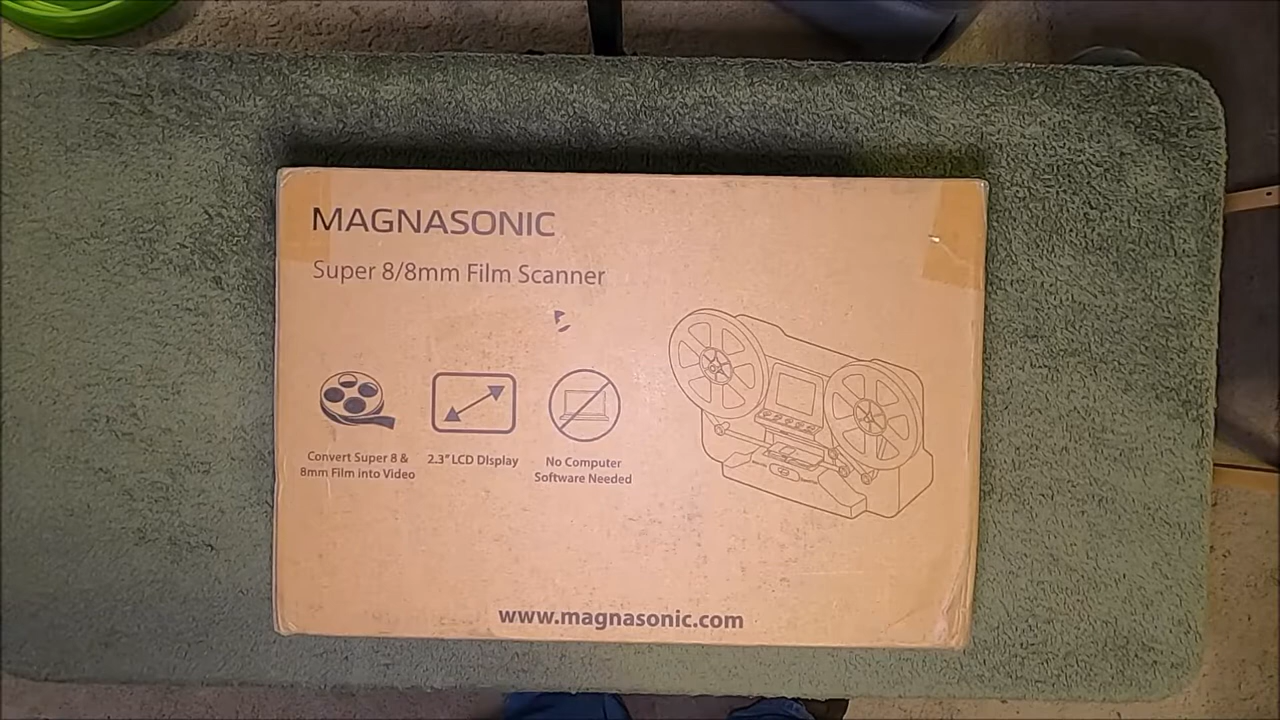 MAGNASONIC
Super 8/8mm Film Scanner
Convert Super 8 &
8mm Film into Video
2.3" LCD DIsplay
No Computer
Software Needed
www.magnasonic.com